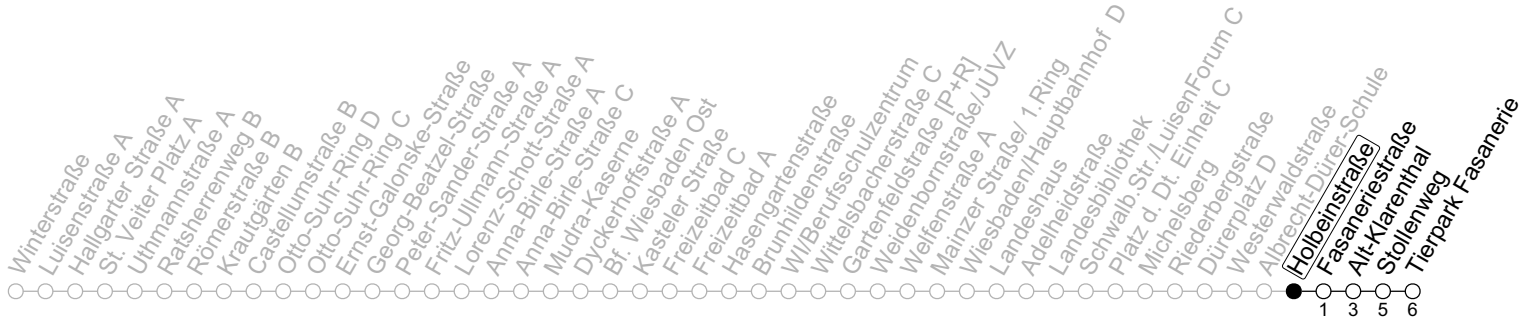 Winterstraße
Luisenstraße A
Hallgarter Straße A
St. Veiter Platz A
Uthmannstraße A
Ratsherrenweg B
Römerstraße B
Krautgärten B
Castellumstraße B
Otto-Suhr-Ring D
Otto-Suhr-Ring C
Ernst-Galonske-Straße
Georg-Beatzel-Straße
Peter-Sander-Straße A
Fritz-Ullmann-Straße A
Lorenz-Schott-Straße A
Anna-Birle-Straße A
Anna-Birle-Straße C
Mudra-Kaserne
Dyckerhoffstraße A
Bf. Wiesbaden Ost
Kasteler Straße
Freizeitbad C
Freizeitbad A
Hasengartenstraße
Brunhildenstraße
WI/Berufsschulzentrum
Wittelsbacherstraße C
Gartenfeldstraße [P+R]
Weidenbornstraße/JUVZ
Welfenstraße A
Mainzer Straße/ 1.Ring
Wiesbaden/Hauptbahnhof D
Landeshaus
Adelheidstraße
Landesbibliothek
Schwalb.Str./LuisenForum C
Platz d. Dt. Einheit C
Michelsberg
Riederbergstraße
Dürerplatz D
Westerwaldstraße
Albrecht-Dürer-Schule
Holbeinstraße
Fasaneriestraße
Alt-Klarenthal
Stollenweg
Tierpark Fasanerie
1 3 5 6